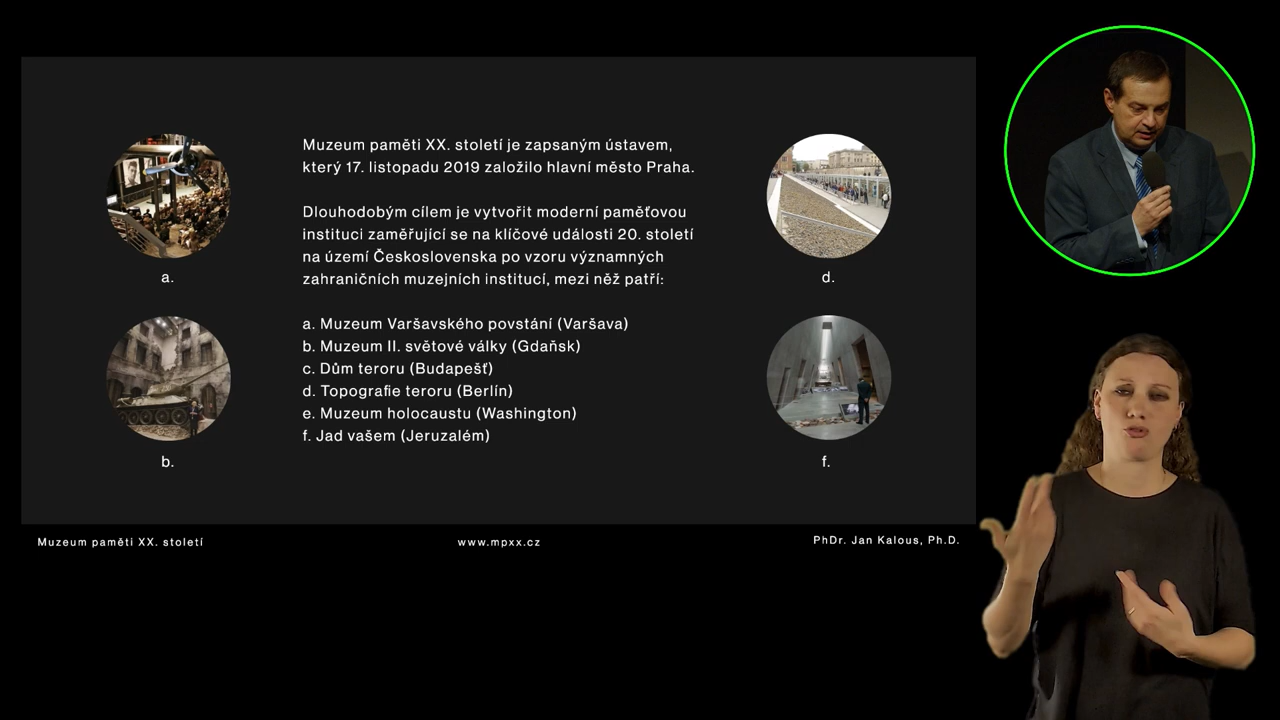 Muzeum paměti XX. století je zapsaným ústavem,
který 17. listopadu 2019 založilo hlavní město Praha.
Dlouhodobým cílem je vytvořit moderní paměťovou
instituci zaměřující se na klíčové události 20. století
na území Československa po vzoru významných
zahraničních muzejních institucí, mezi něž patří:
a. Muzeum Varšavského povstání (Varšava)
b. Muzeum II. světové války (Gdaňsk)
c. Dům teroru (Budapešť)
d. Topografie teroru (Berlín)
e. Muzeum holocaustu (Washington)
f. Jad vašem (Jeruzalém)
a.
b.
d.
f.
Muzeum paměti XX. století
www.mpxx.cz
PhDr. Jan Kalous, Ph.D.